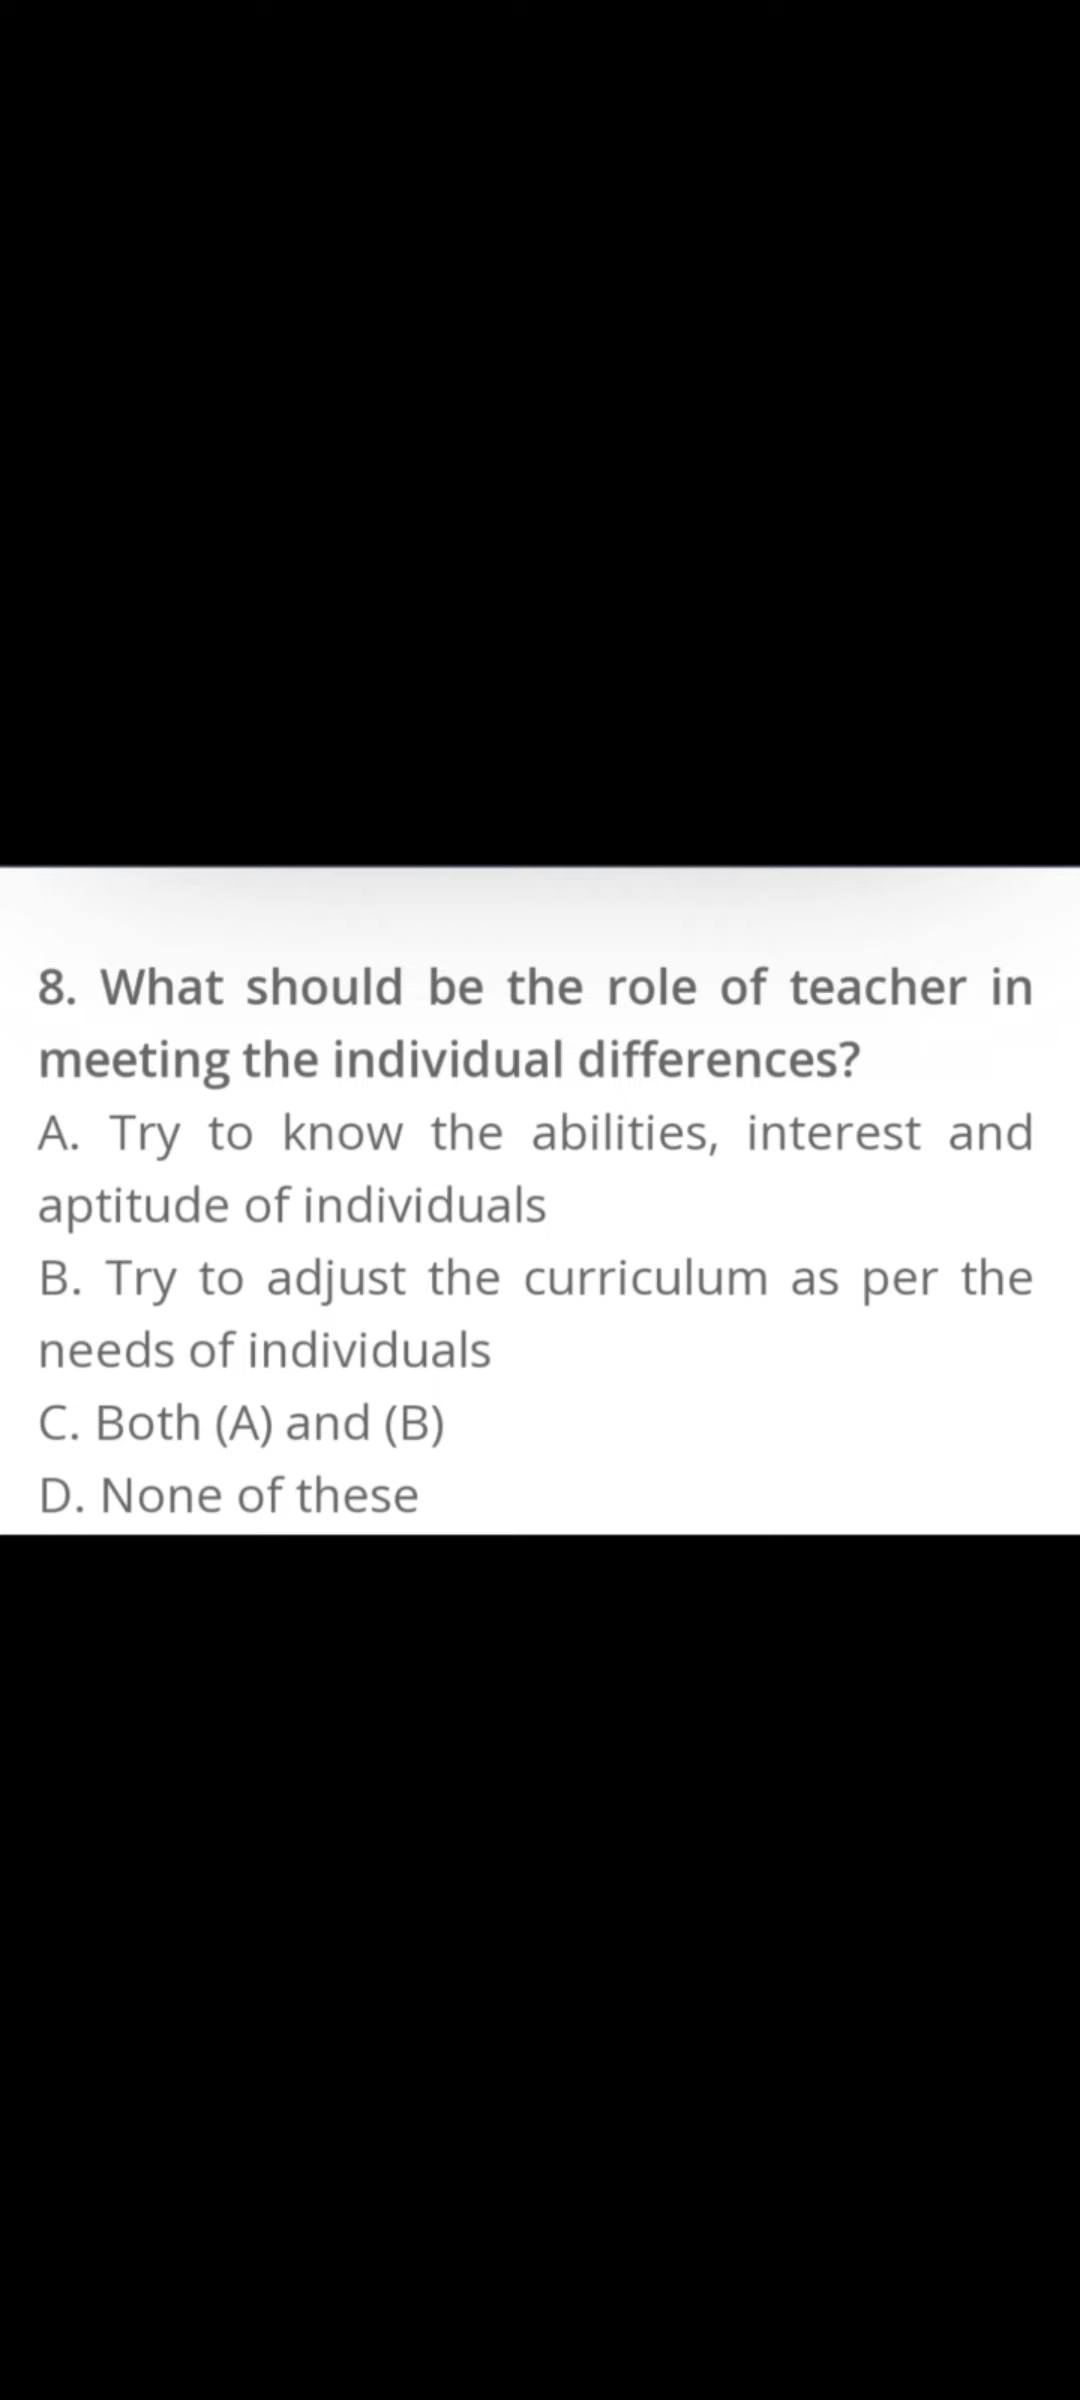 8. What should be the role of teacher in
meeting the individual differences?
A. Try to know the abilities, interest and
aptitude of individuals
B. Try to adjust the curriculum as per the
needs of individuals
C. Both (A) and (B)
D. None of these